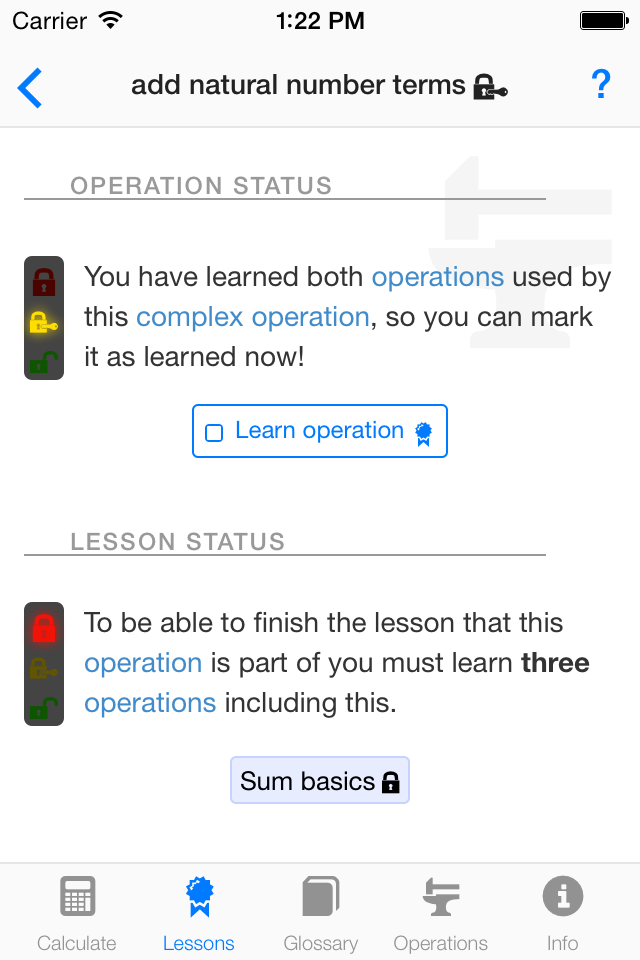 Carrier 1:22 PM
add natural number terms ?
OPERATION STATUS
You have learned both operations used by
this complex operation, so you can mark
it as learned now!
Learn operation
LESSON STATUS
To be able to finish the lesson that this
operation is part of you must learn three
operations including this.
Sum basics
Calculate Lessons Glossary Operations Info